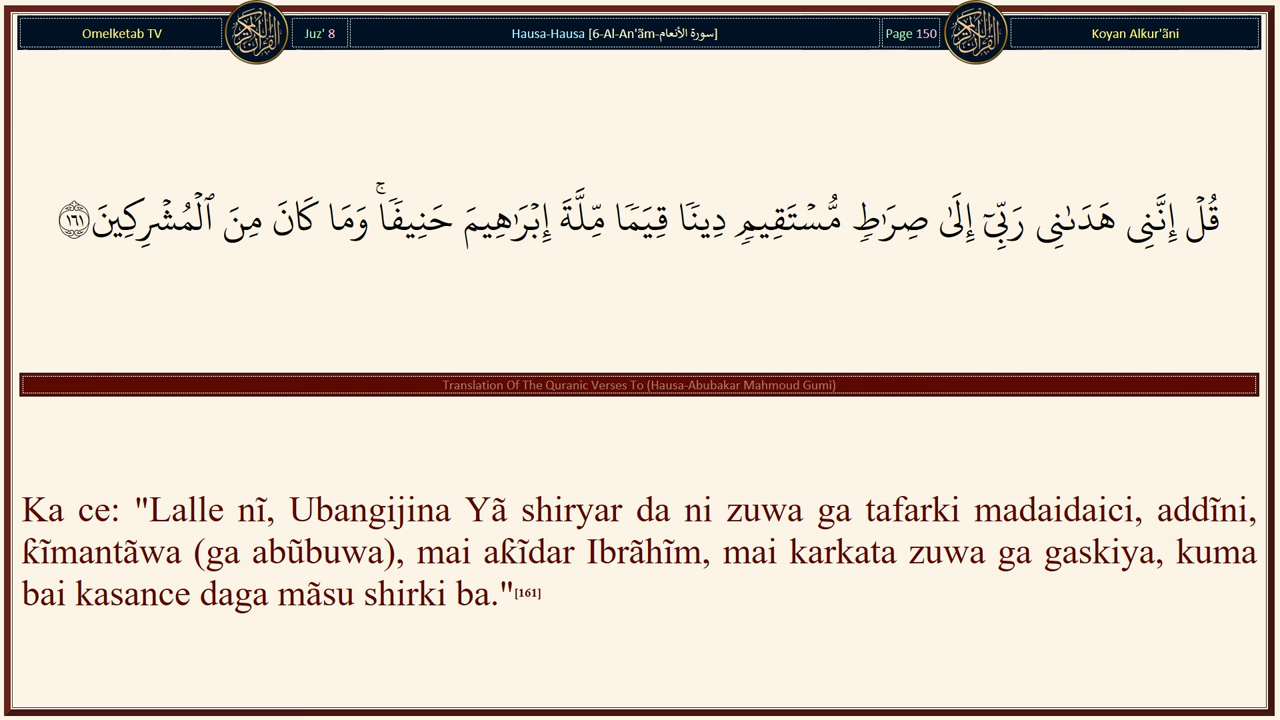 Omelketab TV
Juz' 8
Hausa-Hausa [6-Al-An'ãm-سورة الأنعام]
Page 150
Koyan Alƙur'ãni
قُلۡ إِنَّنِي هَدَىٰنِي رَبِّيٓ إِلَىٰ صِرَٰطٖ مُّسۡتَقِيمٖ دِينٗا قِيَمٗا مِّلَّةَ إِبۡرَٰهِيمَ حَنِيفٗاۚ وَمَا كَانَ مِنَ ٱلۡمُشۡرِكِينَ ١٦١
Translation Of The Quranic Verses To (Hausa-Abubakar Mahmoud Gumi)
Ka ce: "Lalle nĩ, Ubangijina Yã shiryar da ni zuwa ga tafarki madaidaici, addĩni,
ƙĩmantãwa (ga abũbuwa), mai aƙĩdar Ibrãhĩm, mai karkata zuwa ga gaskiya, kuma
bai kasance daga mãsu shirki ba."[161]